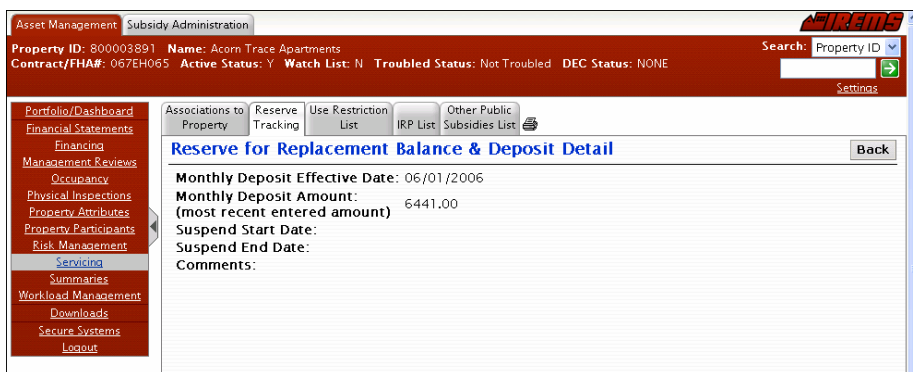 Asset Management Subsidy Administration
iREMS
Property ID: 800003891 Name: Acorn Trace Apartments
Contract/FHA#: 067EH065 Active Status: Y Watch List: N Troubled Status: Not Troubled DEC Status: NONE
Search: Property ID
Settings
Portfolio/Dashboard
Financial Statements
Financing
Management Reviews
Occupancy
Physical Inspections
Property Attributes
Property Participants
Risk Management
Servicing
Summaries
Workload Management
Downloads
Secure Systems
Logout
Associations to Property
Reserve Tracking
Use Restriction List
IRP List
Other Public Subsidies List
Reserve for Replacement Balance & Deposit Detail
Back
Monthly Deposit Effective Date: 06/01/2006
Monthly Deposit Amount:
(most recent entered amount) 6441.00
Suspend Start Date:
Suspend End Date:
Comments: